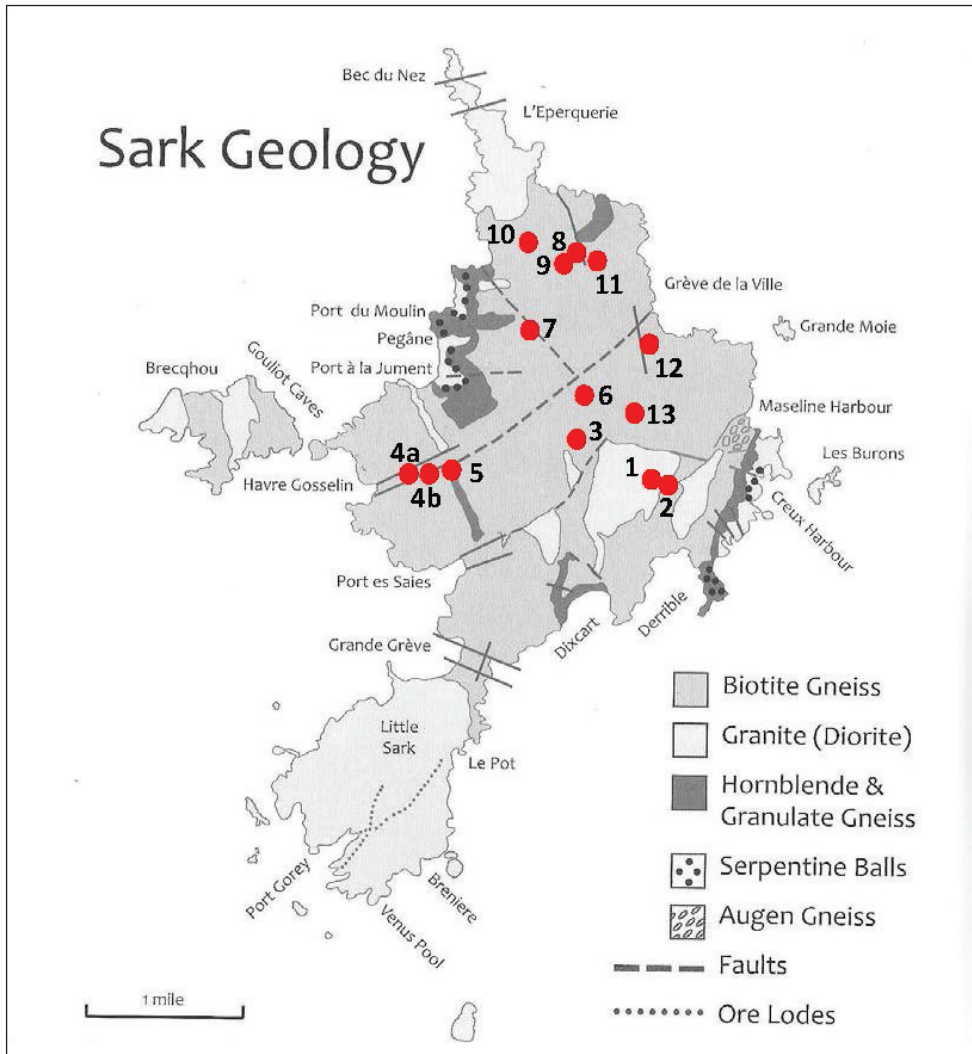 Bec du Nez
L'Eperquerie
Sark Geology
10
8
9
11
Grève de la Ville
Port du Moulin
7
Grande Moie
Pegâne
Gouliot Caves
Port à la Jument
12
Brecqhou
6
13
Maseline Harbour
3
4a
5
1
Les Burons
Havre Gosselin
4b
2
Creux Harbour
Port es Saies
Derrible
Dixcart
Grande Grève
Biotite Gneiss
Little
Sark
Granite (Diorite)
Le Pot
Hornblende &
Granulate Gneiss
Port Gorey
Breniere
Venus Pool
Serpentine Balls
Augen Gneiss
Faults
1 mile
Ore Lodes